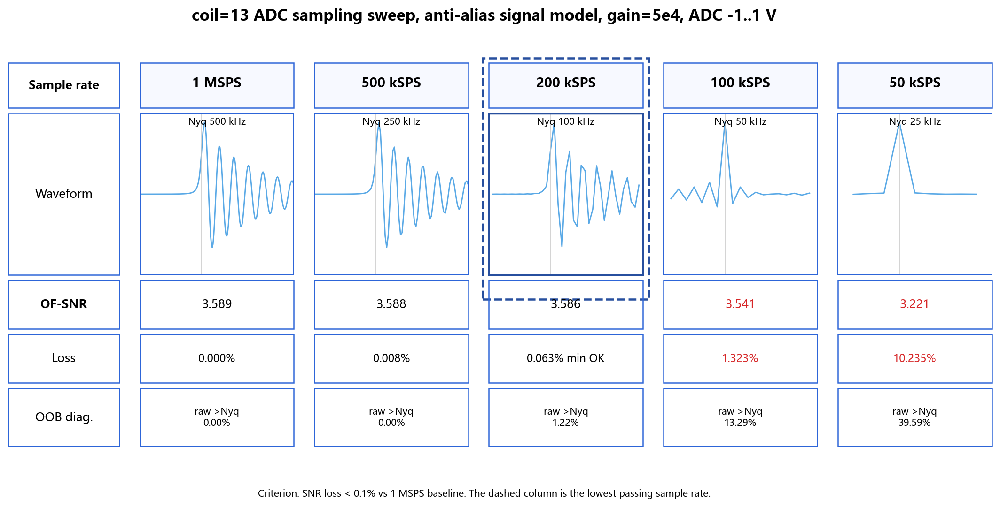 coil=13 ADC sampling sweep, anti-alias signal model, gain=5e4, ADC -1..1 V
Sample rate
1 MSPS
500 kSPS
200 kSPS
100 kSPS
50 kSPS
Waveform
Nyq 500 kHz
Nyq 250 kHz
Nyq 100 kHz
Nyq 50 kHz
Nyq 25 kHz
OF-SNR
3.589
3.588
3.586
3.541
3.221
Loss
0.000%
0.008%
0.063% min OK
1.323%
10.235%
OOB diag.
raw >Nyq
0.00%
raw >Nyq
0.00%
raw >Nyq
1.22%
raw >Nyq
13.29%
raw >Nyq
39.59%
Criterion: SNR loss < 0.1% vs 1 MSPS baseline. The dashed column is the lowest passing sample rate.